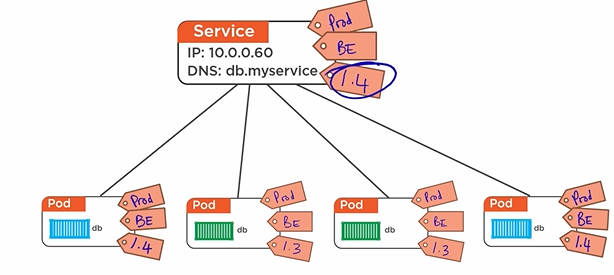 Service
IP: 10.0.0.60
DNS: db.myservice
Prod
BE
1.4
Pod
db
Prod
BE
1.4
Pod
db
Prod
BE
1.3
Pod
db
Prod
BE
1.3
Pod
db
Prod
BE
1.4